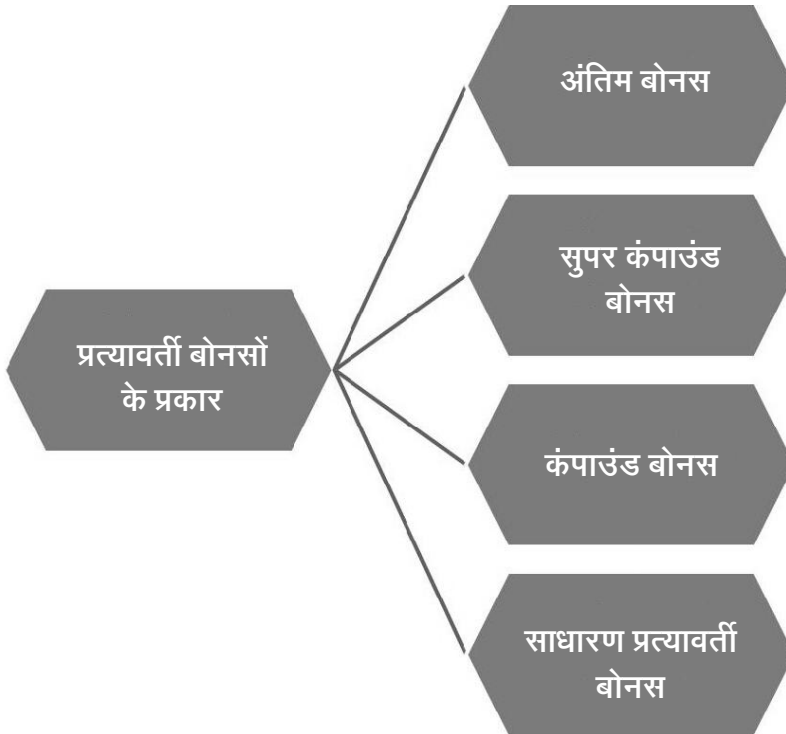 अंतिम बोनस
सुपर कंपाउंड
बोनस
प्रत्यावर्ती बोनसों
के प्रकार
कंपाउंड बोनस
साधारण प्रत्यावर्ती
बोनस